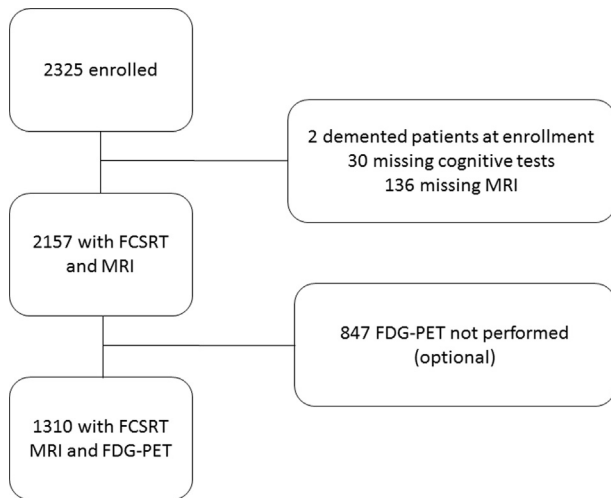 2325 enrolled
2 demented patients at enrollment
30 missing cognitive tests
136 missing MRI
2157 with FCSRT
and MRI
847 FDG-PET not performed
(optional)
1310 with FCSRT
MRI and FDG-PET